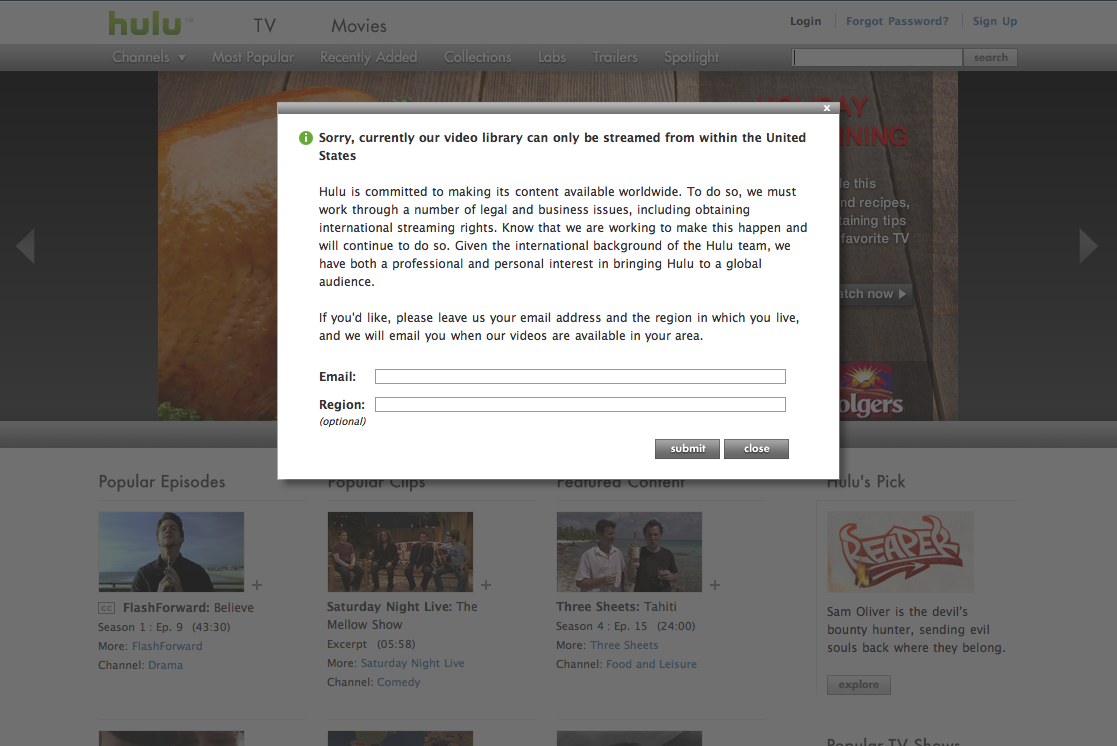 hulu™
TV
Movies
Login
Forgot Password?
Sign Up
Channels
Most Popular
Recently Added
Collections
Labs
Trailers
Spotlight
search
x
Sorry, currently our video library can only be streamed from within the United
States
Hulu is committed to making its content available worldwide. To do so, we must
work through a number of legal and business issues, including obtaining
international streaming rights. Know that we are working to make this happen and
will continue to do so. Given the international background of the Hulu team, we
have both a professional and personal interest in bringing Hulu to a global
audience.
If you'd like, please leave us your email address and the region in which you live,
and we will email you when our videos are available in your area.
Email:
Region:
(optional)
submit
close
this
recipes,
tips
favorite TV
now
Popular Episodes
Popular Clips
Featured Content
Hulu's Pick
cc FlashForward: Believe
Season 1 : Ep. 9 (43:30)
More: FlashForward
Channel: Drama
Saturday Night Live: The
Mellow Show
Excerpt (05:58)
More: Saturday Night Live
Channel: Comedy
Three Sheets: Tahiti
Season 4 : Ep. 15 (24:00)
More: Three Sheets
Channel: Food and Leisure
REAPER
Sam Oliver is the devil's
bounty hunter, sending evil
souls back where they belong.
explore
Popular TV Shows